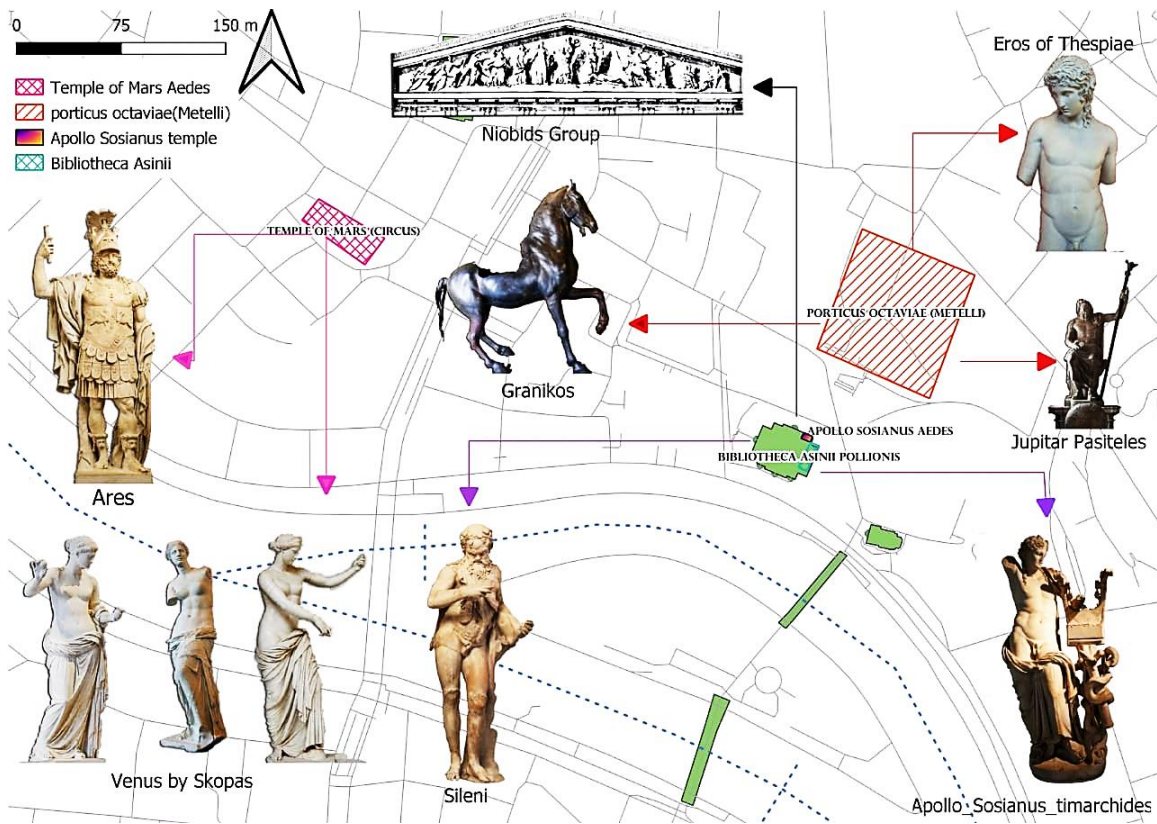 0 75 150 m
Temple of Mars Aedes
porticus octaviae(Metelli)
Apollo Sosianus temple
Bibliotheca Asinii
Niobids Group
Eros of Thespiae
TEMPLE OF MARS (CIRCUS)
PORTICUS OCTAVIAE (METELLI)
Granikos
Jupitar Pasiteles
APOLLO SOSIANUS AEDES
BIBLIOTHECA ASINII POLLIONIS
Ares
Venus by Skopas
Sileni
Apollo_Sosianus_timarchides